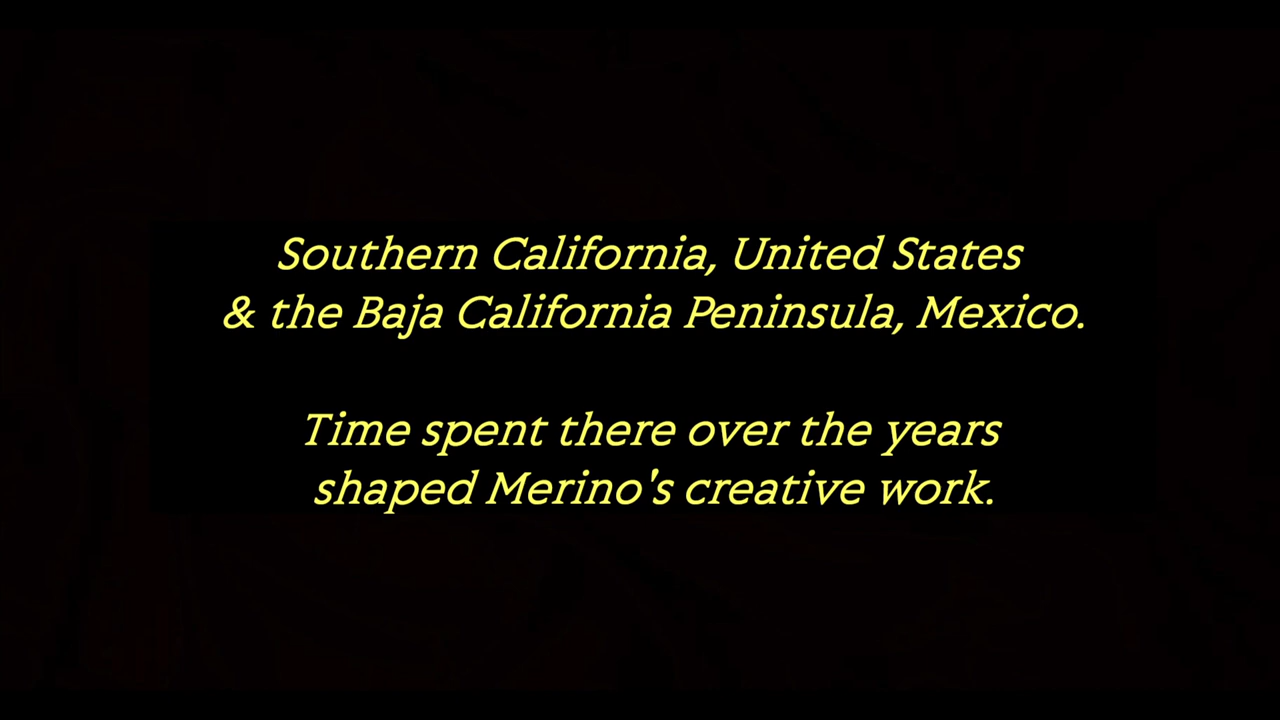 Southern California, United States
& the Baja California Peninsula, Mexico.
Time spent there over the years
shaped Merino's creative work.